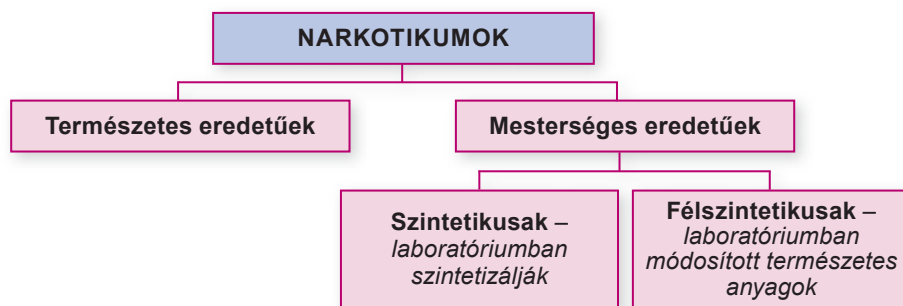 NARKOTIKUMOK
Természetes eredetűek
Mesterséges eredetűek
Szintetikusak –
laboratóriumban
szintetizálják
Félszintetikusak –
laboratóriumban
módosított természetes
anyagok